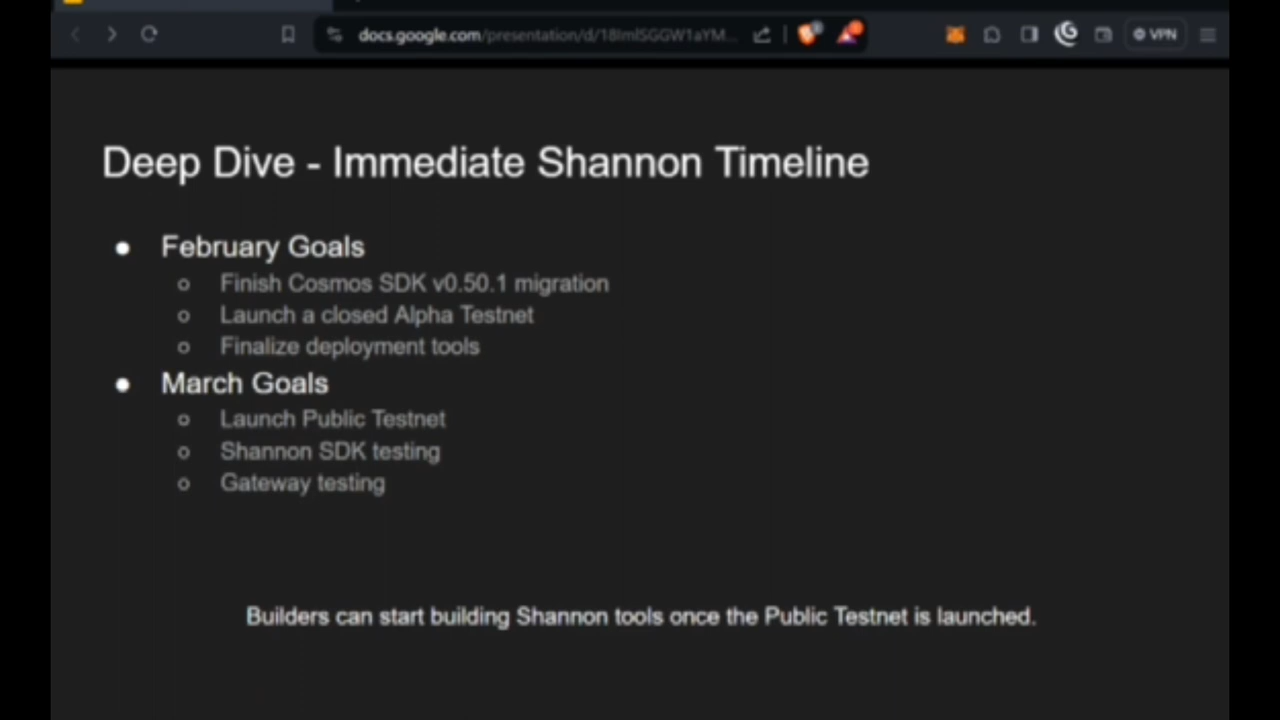 docs.google.com/presentation/d/
VPN
Deep Dive - Immediate Shannon Timeline
February Goals
Finish Cosmos SDK v0.50.1 migration
Launch a closed Alpha Testnet
Finalize deployment tools
March Goals
Launch Public Testnet
Shannon SDK testing
Gateway testing
Builders can start building Shannon tools once the Public Testnet is launched.